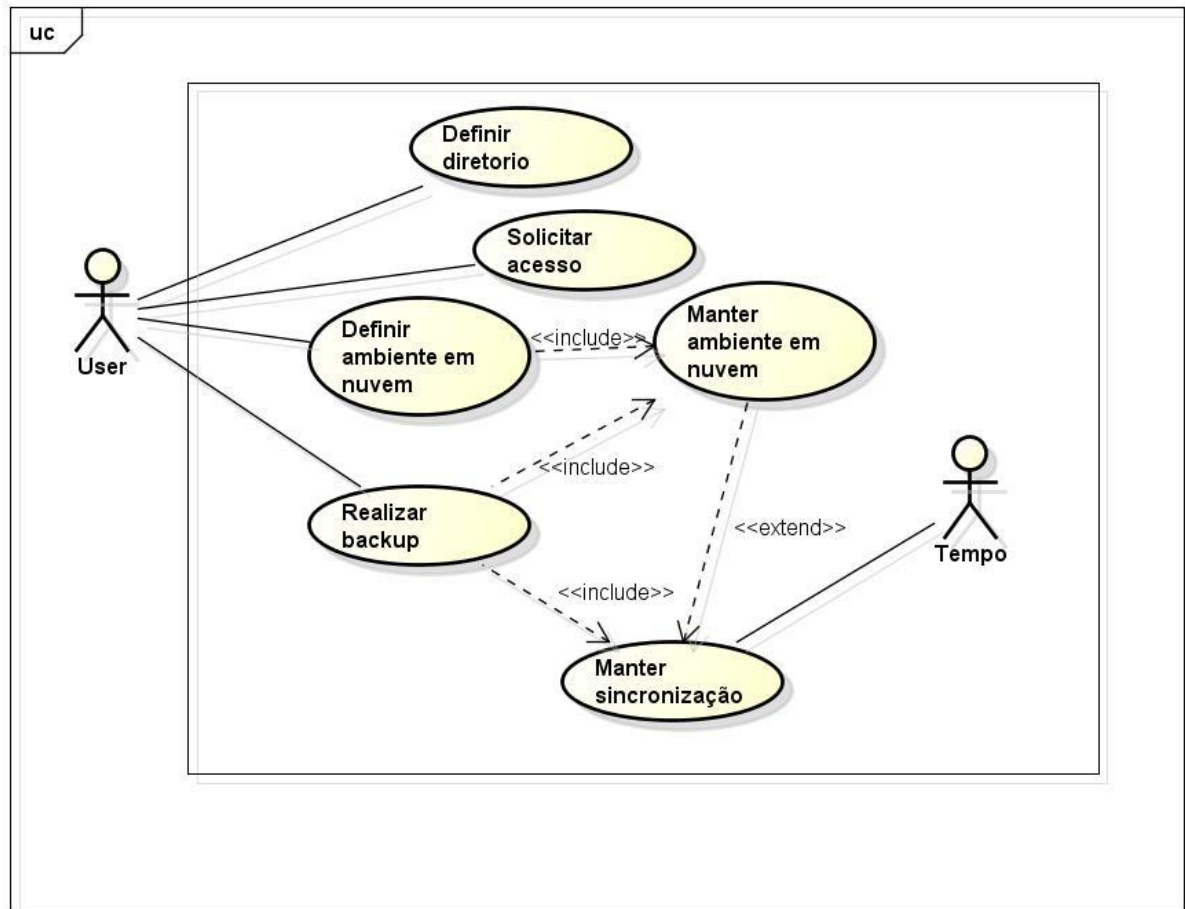 uc
Definir
diretorio
Solicitar
acesso
User
Definir
ambiente em
nuvem
<<include>>
Manter
ambiente em
nuvem
<<include>>
Realizar
backup
<<extend>>
Tempo
<<include>>
Manter
sincronização